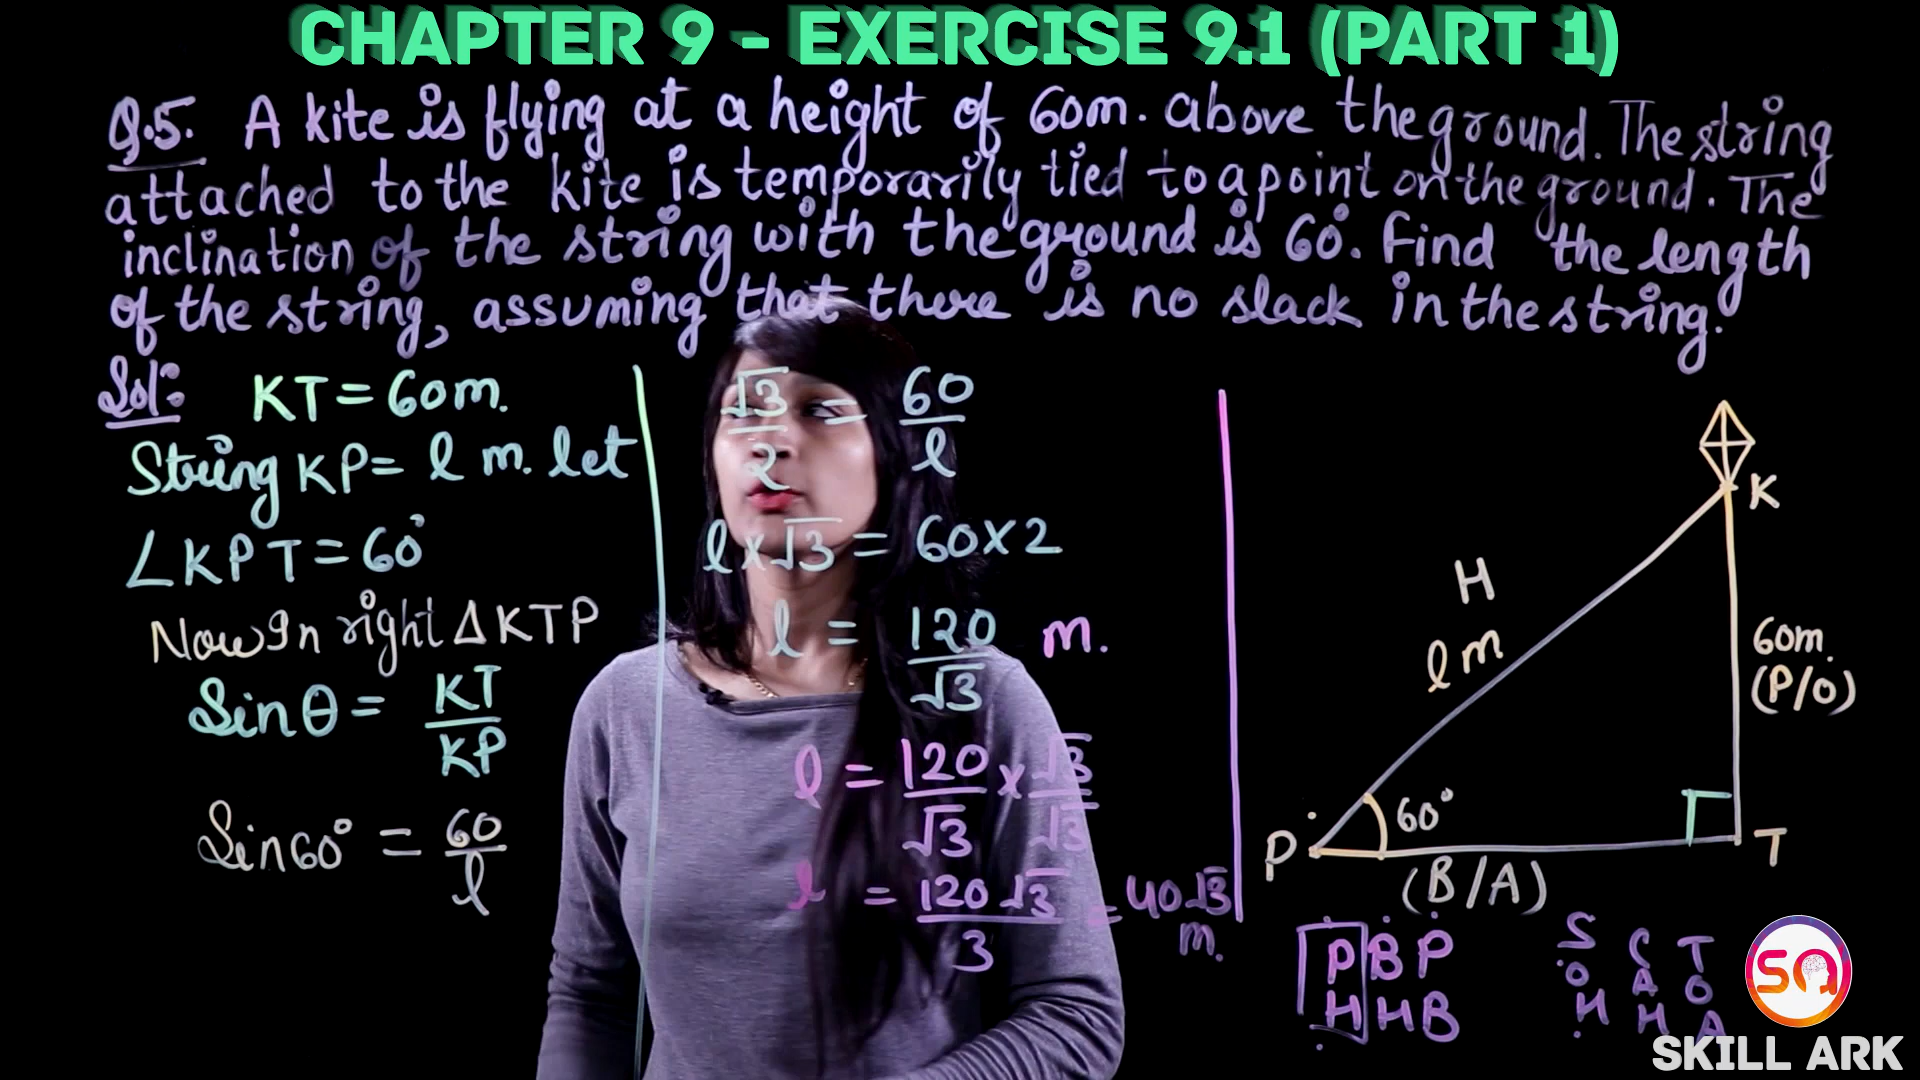 CHAPTER 9 - EXERCISE 9.1 (PART 1)
Q.5. A kite is flying at a height of 60m. above the ground. The string
attached to the kite is temporarily tied to a point on the ground. The
inclination of the string with the ground is 60°. Find the length
of the string, assuming that there is no slack in the string.
Sol:
KT = 60m.
String KP = l m. let
∠KPT = 60°
Now In right ΔKTP
Sin θ = KT/KP
Sin 60° = 60/l
√3/2 = 60/l
l×√3 = 60×2
l = 120/√3 m.
l = 120/√3 × √3/√3
l = 120√3/3 = 40√3 m.
K
H
l m
60m.
(P/O)
60°
P
T
(B/A)
P B P
H H B
S C T
O A O
H H A
SA
SKILL ARK